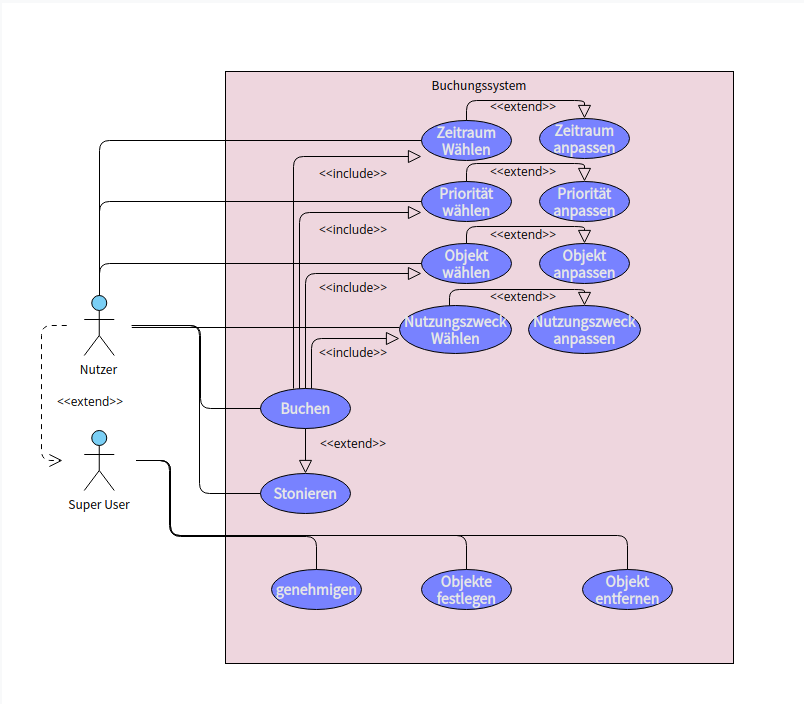 Buchungssystem
<<extend>>
Zeitraum
Wählen
Zeitraum
anpassen
<<include>>
<<extend>>
Priorität
wählen
Priorität
anpassen
<<include>>
<<extend>>
Objekt
wählen
Objekt
anpassen
<<include>>
<<extend>>
Nutzungszweck
Wählen
Nutzungszweck
anpassen
<<include>>
Nutzer
<<extend>>
Buchen
<<extend>>
Super User
Stonieren
genehmigen
Objekte
festlegen
Objekt
entfernen